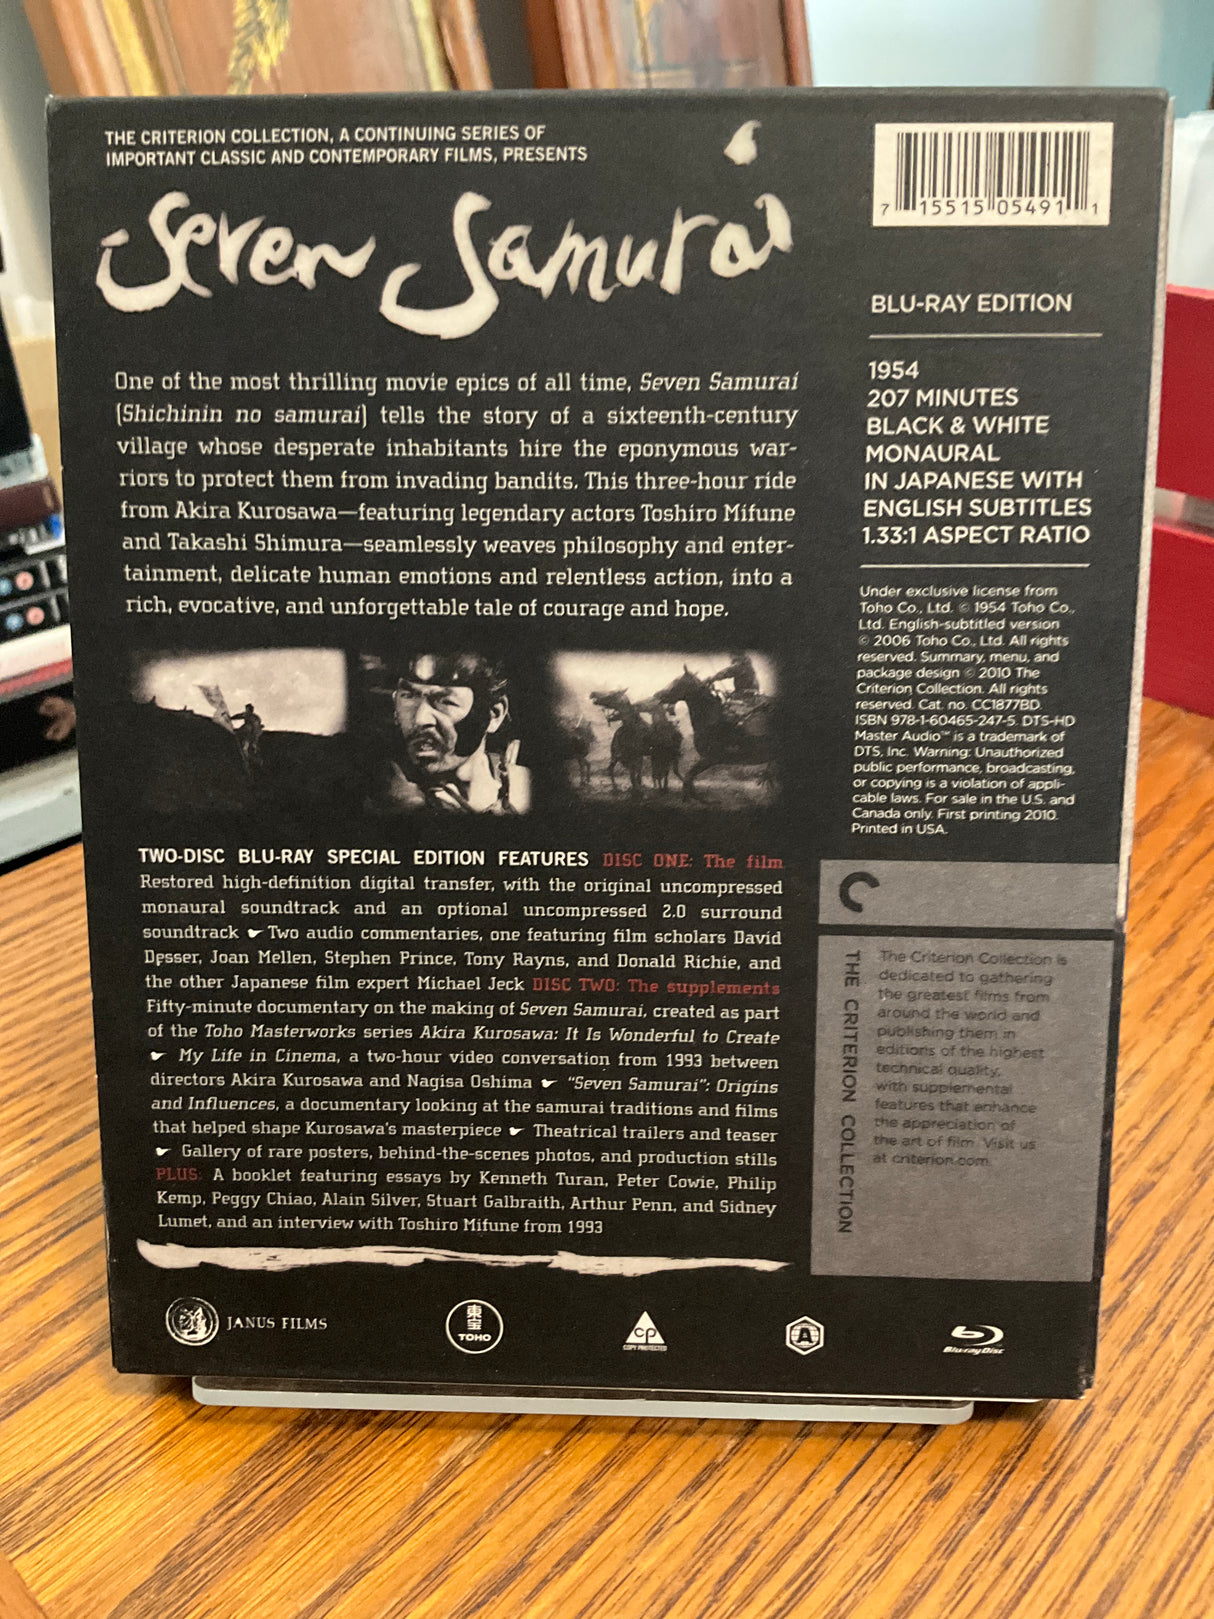 THE CRITERION COLLECTION, A CONTINUING SERIES OF
IMPORTANT CLASSIC AND CONTEMPORARY FILMS, PRESENTS
Seven Samurai
One of the most thrilling movie epics of all time, Seven Samurai
(Shichinin no samurai) tells the story of a sixteenth-century
village whose desperate inhabitants hire the eponymous war-
riors to protect them from invading bandits. This three-hour ride
from Akira Kurosawa—featuring legendary actors Toshiro Mifune
and Takashi Shimura—seamlessly weaves philosophy and enter-
tainment, delicate human emotions and relentless action, into a
rich, evocative, and unforgettable tale of courage and hope.
TWO-DISC BLU-RAY SPECIAL EDITION FEATURES DISC ONE: The film
Restored high-definition digital transfer, with the original uncompressed
monaural soundtrack and an optional uncompressed 2.0 surround
soundtrack ☛ Two audio commentaries, one featuring film scholars David
Desser, Joan Mellen, Stephen Prince, Tony Rayns, and Donald Richie, and
the other Japanese film expert Michael Jeck DISC TWO: The supplements
Fifty-minute documentary on the making of Seven Samurai, created as part
of the Toho Masterworks series Akira Kurosawa: It Is Wonderful to Create
☛ My Life in Cinema, a two-hour video conversation from 1993 between
directors Akira Kurosawa and Nagisa Oshima ☛ "Seven Samurai": Origins
and Influences, a documentary looking at the samurai traditions and films
that helped shape Kurosawa's masterpiece ☛ Theatrical trailers and teaser
☛ Gallery of rare posters, behind-the-scenes photos, and production stills
PLUS: A booklet featuring essays by Kenneth Turan, Peter Cowie, Philip
Kemp, Peggy Chiao, Alain Silver, Stuart Galbraith, Arthur Penn, and Sidney
Lumet, and an interview with Toshiro Mifune from 1993
JANUS FILMS
東宝
TOHO
CP
COPY PROTECTED
A
Blu-ray Disc
7 15515 05491 1
BLU-RAY EDITION
1954
207 MINUTES
BLACK & WHITE
MONAURAL
IN JAPANESE WITH
ENGLISH SUBTITLES
1.33:1 ASPECT RATIO
Under exclusive license from
Toho Co., Ltd. © 1954 Toho Co.,
Ltd. English-subtitled version
© 2006 Toho Co., Ltd. All rights
reserved. Summary, menu, and
package design © 2010 The
Criterion Collection. All rights
reserved. Cat. no. CC1877BD.
ISBN 978-1-60465-247-5. DTS-HD
Master Audio™ is a trademark of
DTS, Inc. Warning: Unauthorized
public performance, broadcasting,
or copying is a violation of appli-
cable laws. For sale in the U.S. and
Canada only. First printing 2010.
Printed in USA.
THE CRITERION COLLECTION
The Criterion Collection is
dedicated to gathering
the greatest films from
around the world and
publishing them in
editions of the highest
technical quality,
with supplemental
features that enhance
the appreciation of
the art of film. Visit us
at criterion.com.